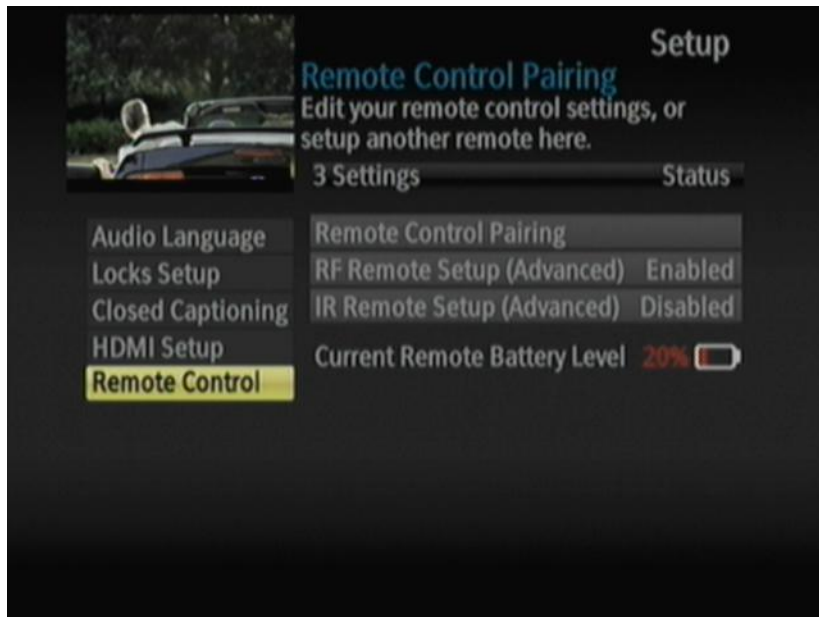 Setup
Remote Control Pairing
Edit your remote control settings, or
setup another remote here.
3 Settings Status
Audio Language
Locks Setup
Closed Captioning
HDMI Setup
Remote Control
Remote Control Pairing
RF Remote Setup (Advanced) Enabled
IR Remote Setup (Advanced) Disabled
Current Remote Battery Level 20%